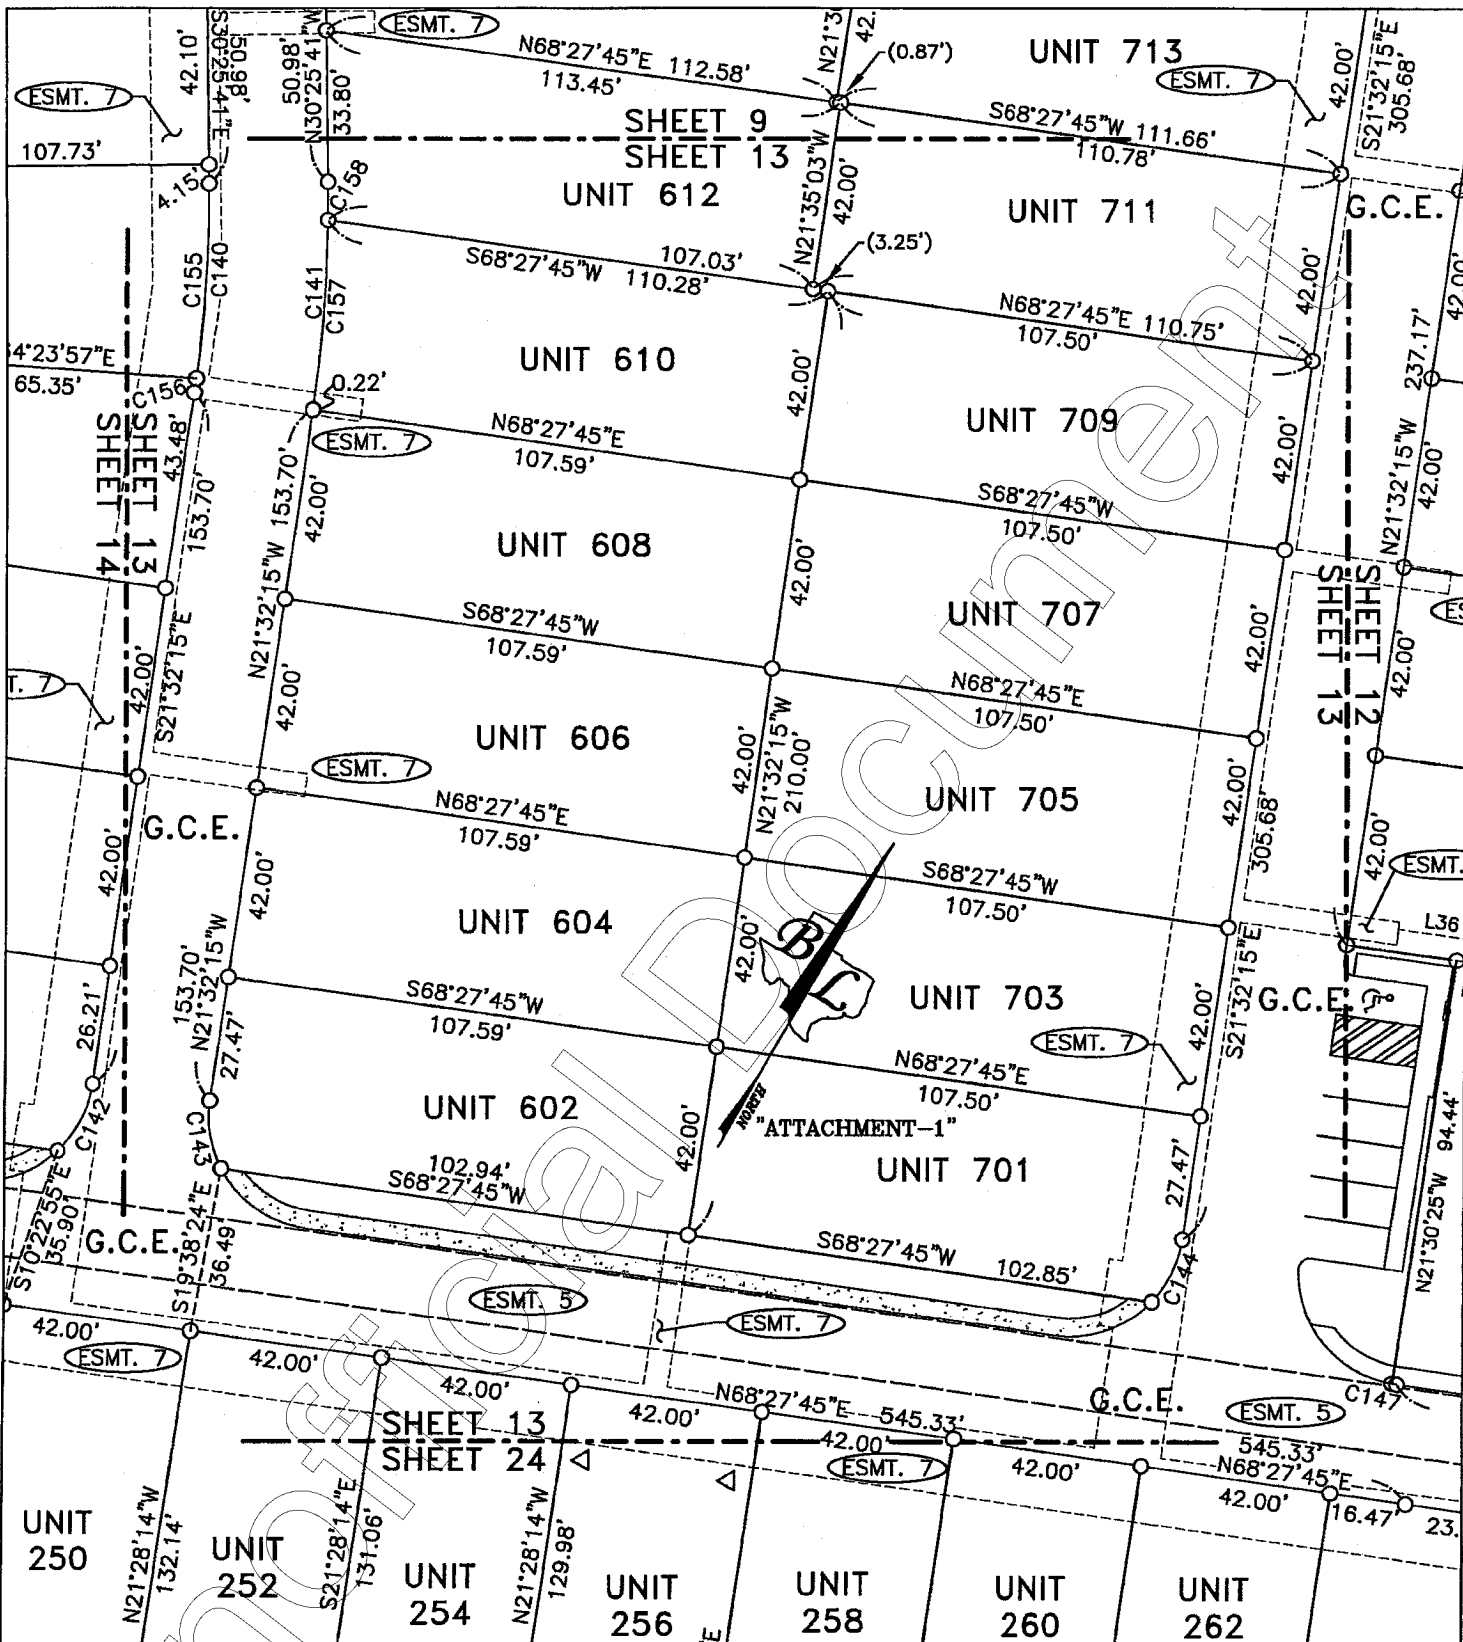 ESMT. 7
42.10'
S30°25'41"E
50.98'
50.98'
N30°25'41"W
33.80'
N68°27'45"E 112.58'
113.45'
N21°3
42.
(0.87')
UNIT 713
ESMT. 7
42.00'
S21°32'15"E
305.68'
ESMT. 7
107.73'
4.15'
SHEET 9
SHEET 13
S68°27'45"W 111.66'
110.78'
C158
UNIT 612
N21°35'03"W
42.00'
UNIT 711
G.C.E.
C155
C140
C141
C157
S68°27'45"W
107.03'
110.28'
(3.25')
N68°27'45"E 110.75'
107.50'
42.00'
42.00
4°23'57"E
65.35'
C156
UNIT 610
0.22'
42.00'
237.17'
SHEET 13
SHEET 14
43.48'
153.70'
ESMT. 7
N68°27'45"E
107.59'
UNIT 709
42.00'
N21°32'15"W
42.00'
N21°32'15"W 153.70'
42.00'
S68°27'45"W
107.50'
UNIT 608
42.00'
SHEET 12
SHEET 13
S68°27'45"W
107.59'
UNIT 707
42.00'
42.00'
ES
T. 7
42.00'
S21°32'15"E
42.00'
N68°27'45"E
107.50'
UNIT 606
42.00'
N21°32'15"W
210.00'
ESMT. 7
UNIT 705
42.00'
305.68'
42.00'
N68°27'45"E
107.59'
G.C.E.
42.00'
42.00'
S68°27'45"W
107.50'
ESMT.
UNIT 604
42.00'
B
L
L36
153.70'
N21°32'15"W
27.47'
S68°27'45"W
107.59'
UNIT 703
42.00'
S21°32'15"E
G.C.E.
26.21'
ESMT. 7
N68°27'45"E
107.50'
NORTH
"ATTACHMENT-1"
C142
C143
UNIT 602
42.00'
UNIT 701
27.47'
94.44'
N21°30'25"W
102.94'
S68°27'45"W
S10°22'55"E
35.90'
G.C.E.
S19°38'24"E
36.49'
S68°27'45"W
102.85'
C144
ESMT. 5
ESMT. 7
42.00'
ESMT. 7
42.00'
42.00'
42.00'
N68°27'45"E 545.33'
42.00'
G.C.E.
C147
ESMT. 5
SHEET 13
SHEET 24
ESMT. 7
42.00'
545.33'
N68°27'45"E
42.00'
16.47'
23.
UNIT
250
N21°28'14"W
132.14'
UNIT
252
S21°28'14"E
131.06'
UNIT
254
N21°28'14"W
129.98'
UNIT
256
"E
UNIT
258
UNIT
260
UNIT
262
nofficial Document